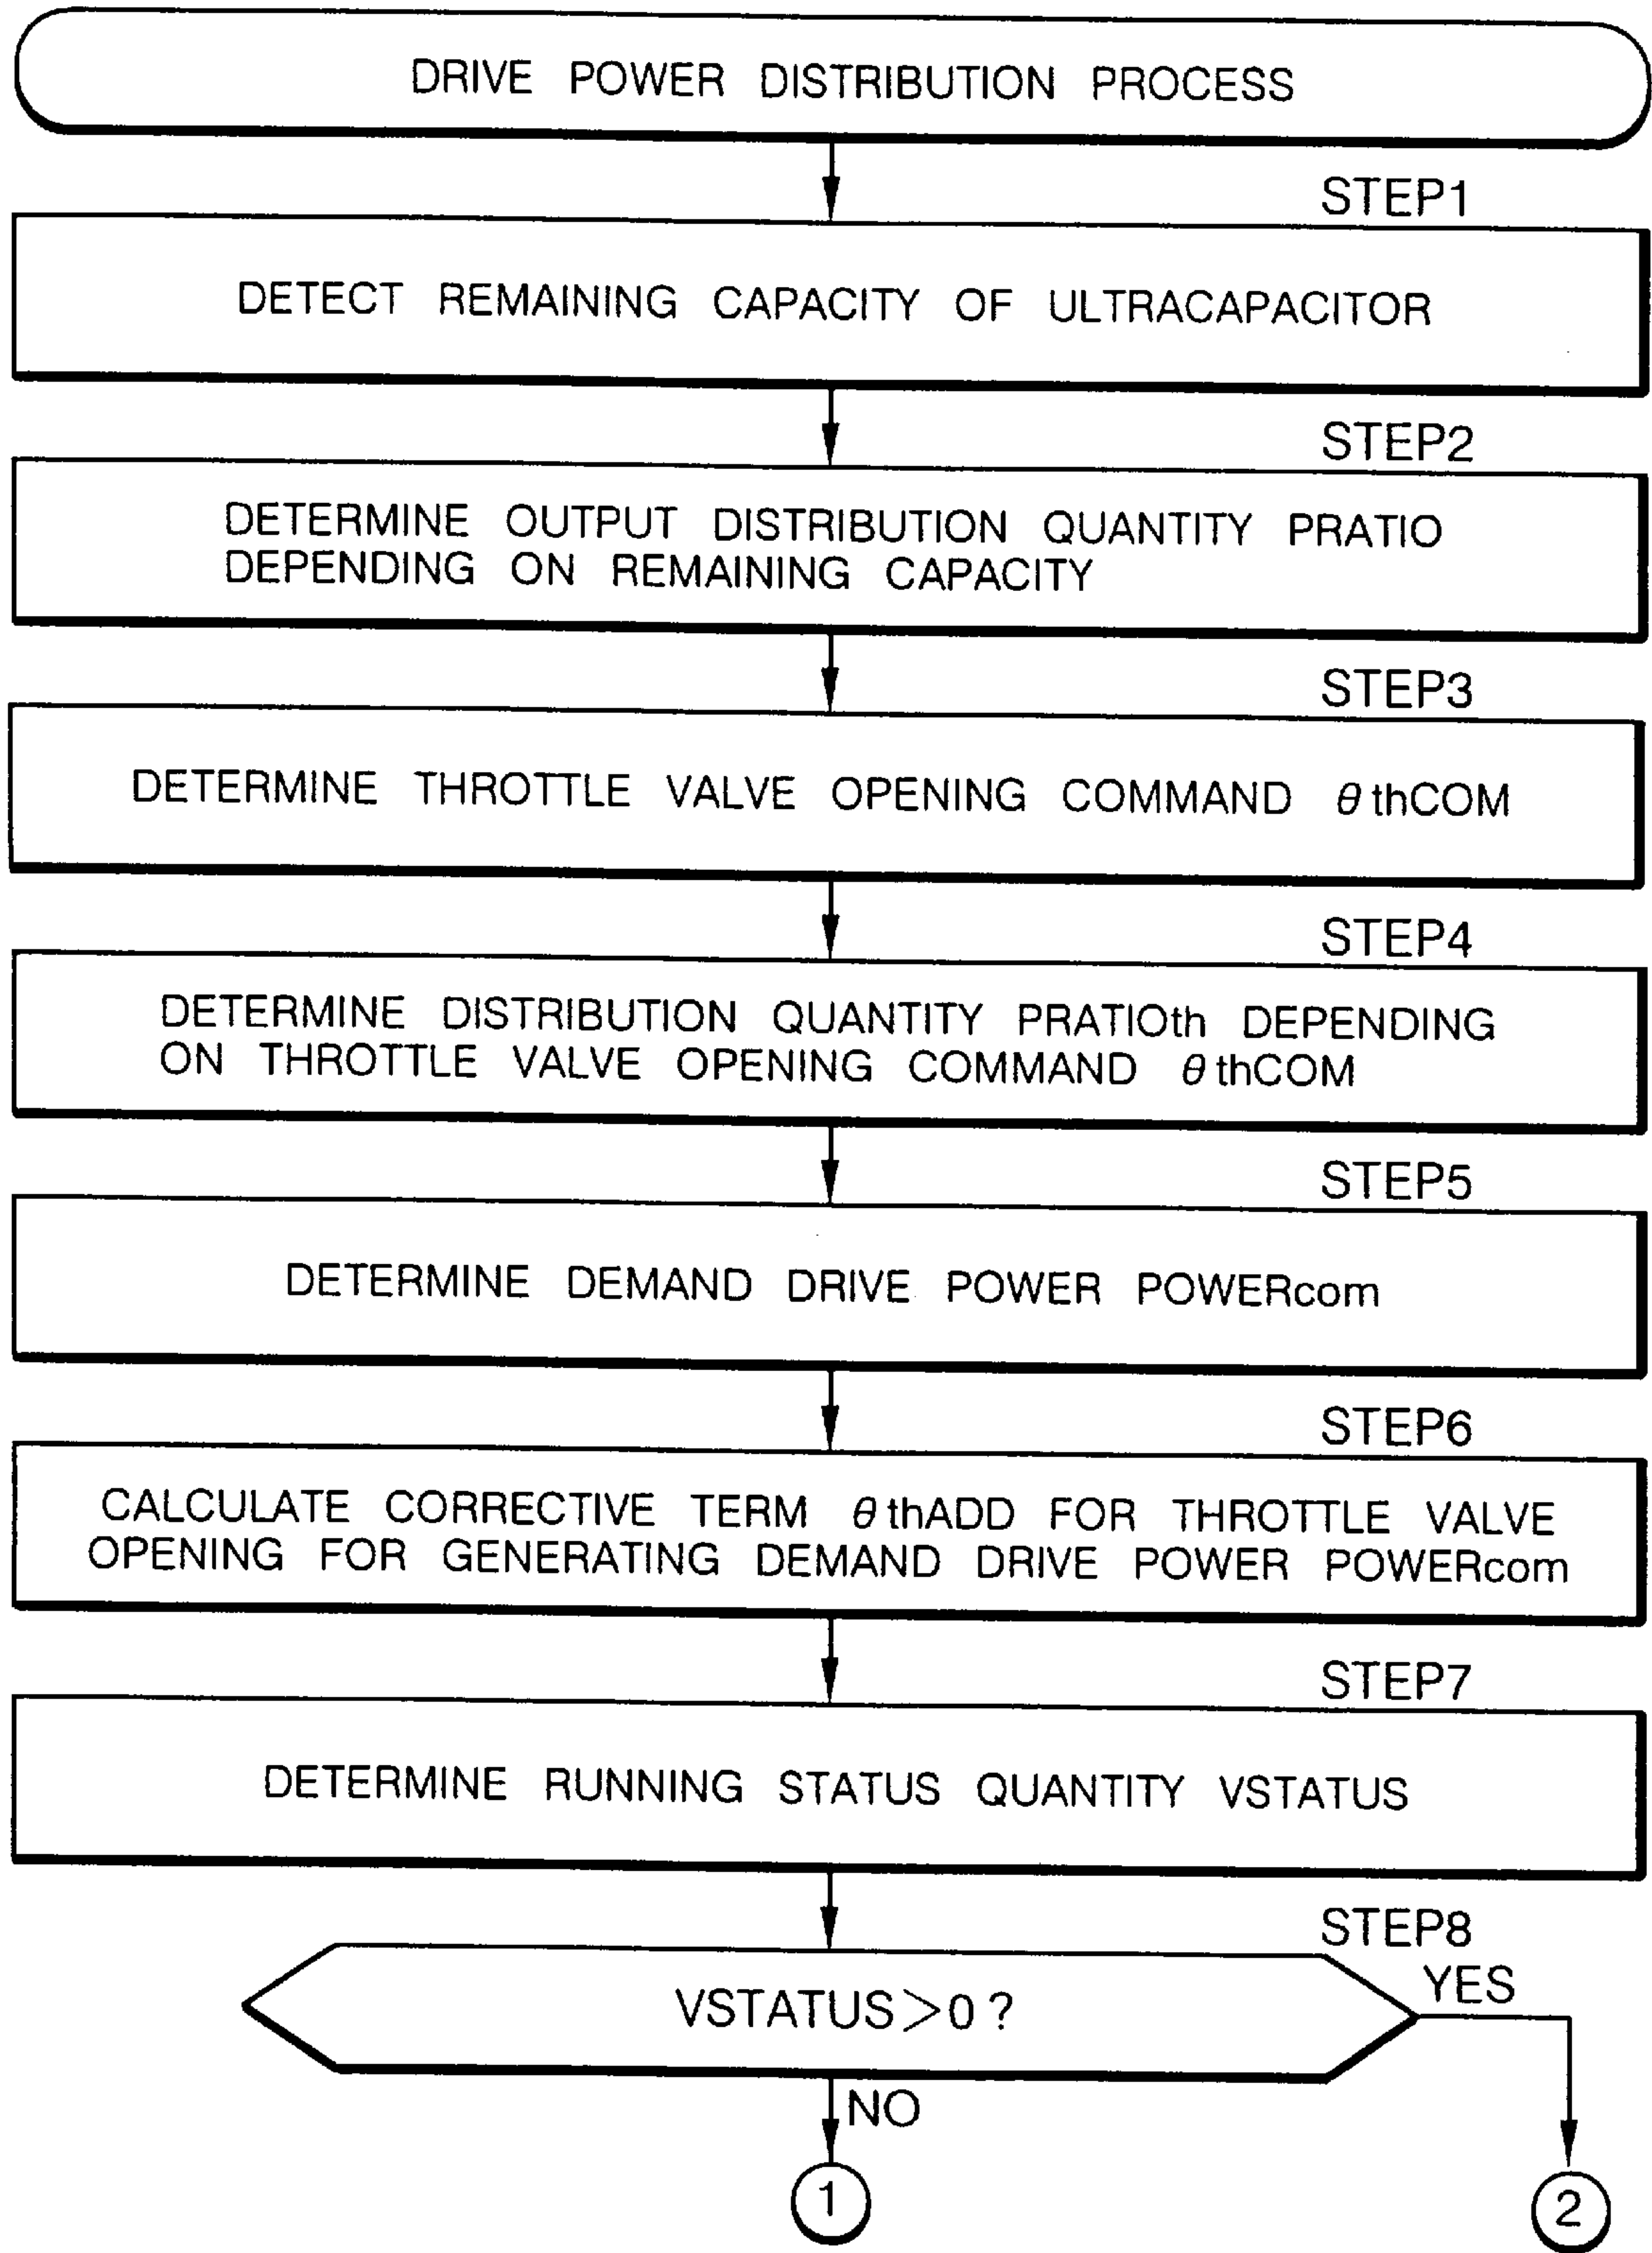 DRIVE POWER DISTRIBUTION PROCESS
STEP1
DETECT REMAINING CAPACITY OF ULTRACAPACITOR
STEP2
DETERMINE OUTPUT DISTRIBUTION QUANTITY PRATIO
DEPENDING ON REMAINING CAPACITY
STEP3
DETERMINE THROTTLE VALVE OPENING COMMAND θthCOM
STEP4
DETERMINE DISTRIBUTION QUANTITY PRATIOth DEPENDING
ON THROTTLE VALVE OPENING COMMAND θthCOM
STEP5
DETERMINE DEMAND DRIVE POWER POWERcom
STEP6
CALCULATE CORRECTIVE TERM θthADD FOR THROTTLE VALVE
OPENING FOR GENERATING DEMAND DRIVE POWER POWERcom
STEP7
DETERMINE RUNNING STATUS QUANTITY VSTATUS
STEP8
VSTATUS>0?
YES
NO
1
2